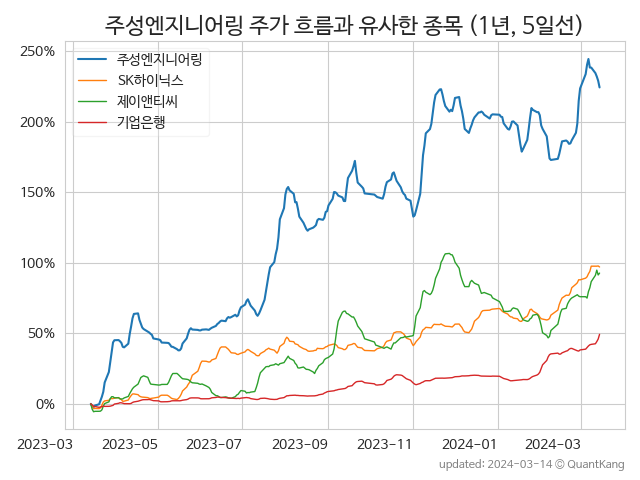 주성엔지니어링 주가 흐름과 유사한 종목 (1년, 5일선)
250%
200%
150%
100%
50%
0%
주성엔지니어링
SK하이닉스
제이앤티씨
기업은행
2023-03 2023-05 2023-07 2023-09 2023-11 2024-01 2024-03
updated: 2024-03-14 © QuantKang